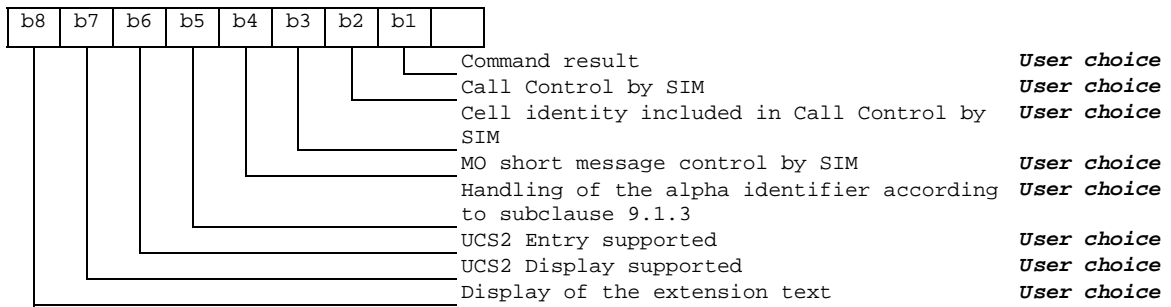 b8 b7 b6 b5 b4 b3 b2 b1
Command result User choice
Call Control by SIM User choice
Cell identity included in Call Control by User choice
SIM
MO short message control by SIM User choice
Handling of the alpha identifier according User choice
to subclause 9.1.3
UCS2 Entry supported User choice
UCS2 Display supported User choice
Display of the extension text User choice